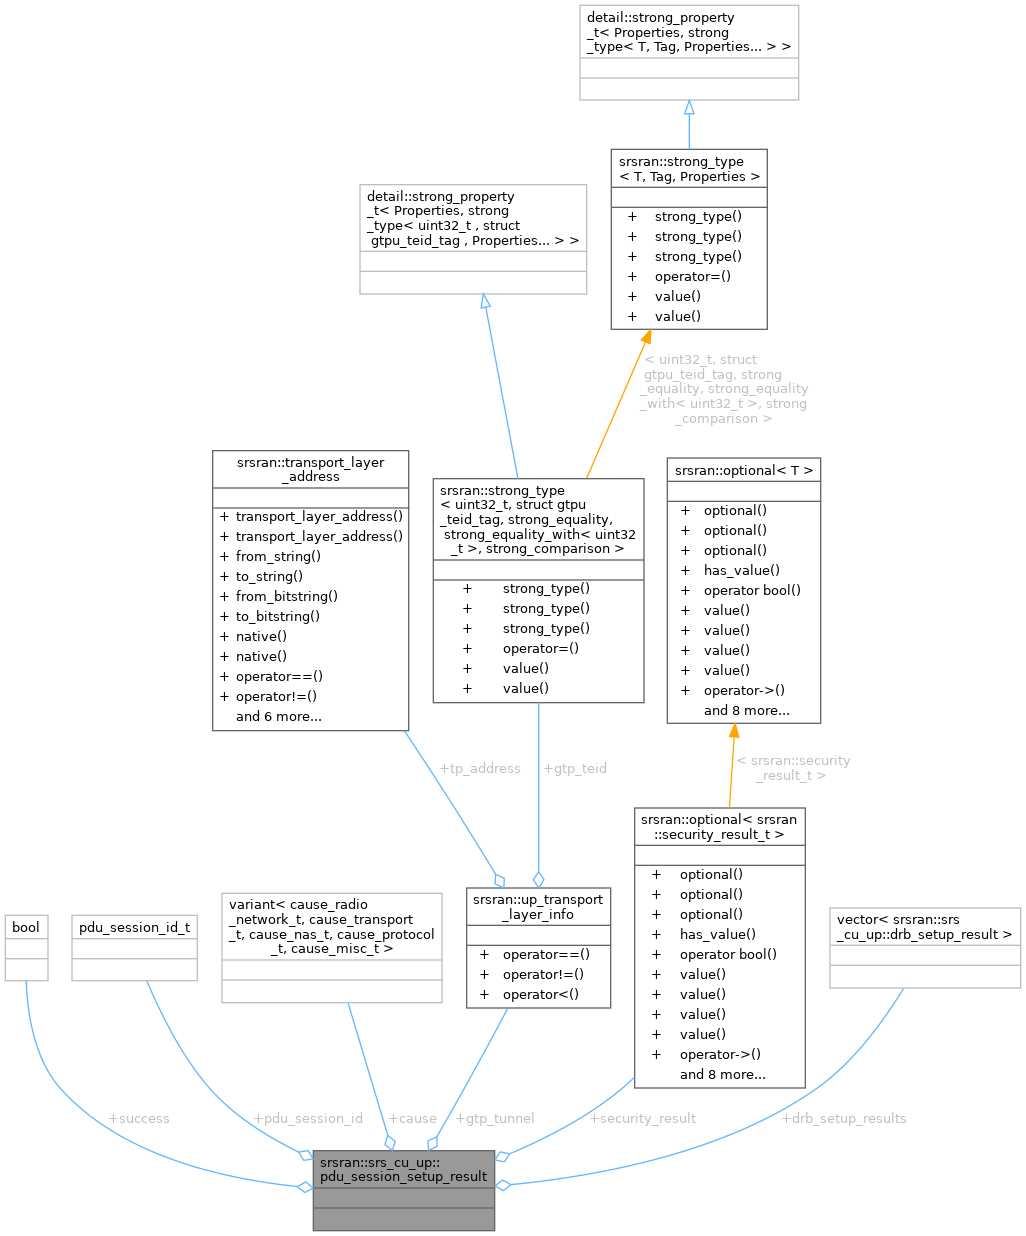 detail::strong_property
_t< Properties, strong
_type< T, Tag, Properties... > >
srsran::strong_type
< T, Tag, Properties >
+ strong_type()
+ strong_type()
+ strong_type()
+ operator=()
+ value()
+ value()
detail::strong_property
_t< Properties, strong
_type< uint32_t , struct
gtpu_teid_tag , Properties... > >
< uint32_t, struct
gtpu_teid_tag, strong
_equality, strong_equality
_with< uint32_t >, strong
_comparison >
srsran::transport_layer
_address
+ transport_layer_address()
+ transport_layer_address()
+ from_string()
+ to_string()
+ from_bitstring()
+ to_bitstring()
+ native()
+ native()
+ operator==()
+ operator!=()
and 6 more...
srsran::strong_type
< uint32_t, struct gtpu
_teid_tag, strong_equality,
strong_equality_with< uint32
_t >, strong_comparison >
+ strong_type()
+ strong_type()
+ strong_type()
+ operator=()
+ value()
+ value()
srsran::optional< T >
+ optional()
+ optional()
+ optional()
+ has_value()
+ operator bool()
+ value()
+ value()
+ value()
+ value()
+ operator->()
and 8 more...
+tp_address
+gtp_teid
< srsran::security
_result_t >
bool
pdu_session_id_t
variant< cause_radio
_network_t, cause_transport
_t, cause_nas_t, cause_protocol
_t, cause_misc_t >
srsran::up_transport
_layer_info
+ operator==()
+ operator!=()
+ operator<()
srsran::optional< srsran
::security_result_t >
+ optional()
+ optional()
+ optional()
+ has_value()
+ operator bool()
+ value()
+ value()
+ value()
+ value()
+ operator->()
and 8 more...
vector< srsran::srs
_cu_up::drb_setup_result >
+success
+pdu_session_id
+cause
+gtp_tunnel
+security_result
+drb_setup_results
srsran::srs_cu_up::
pdu_session_setup_result